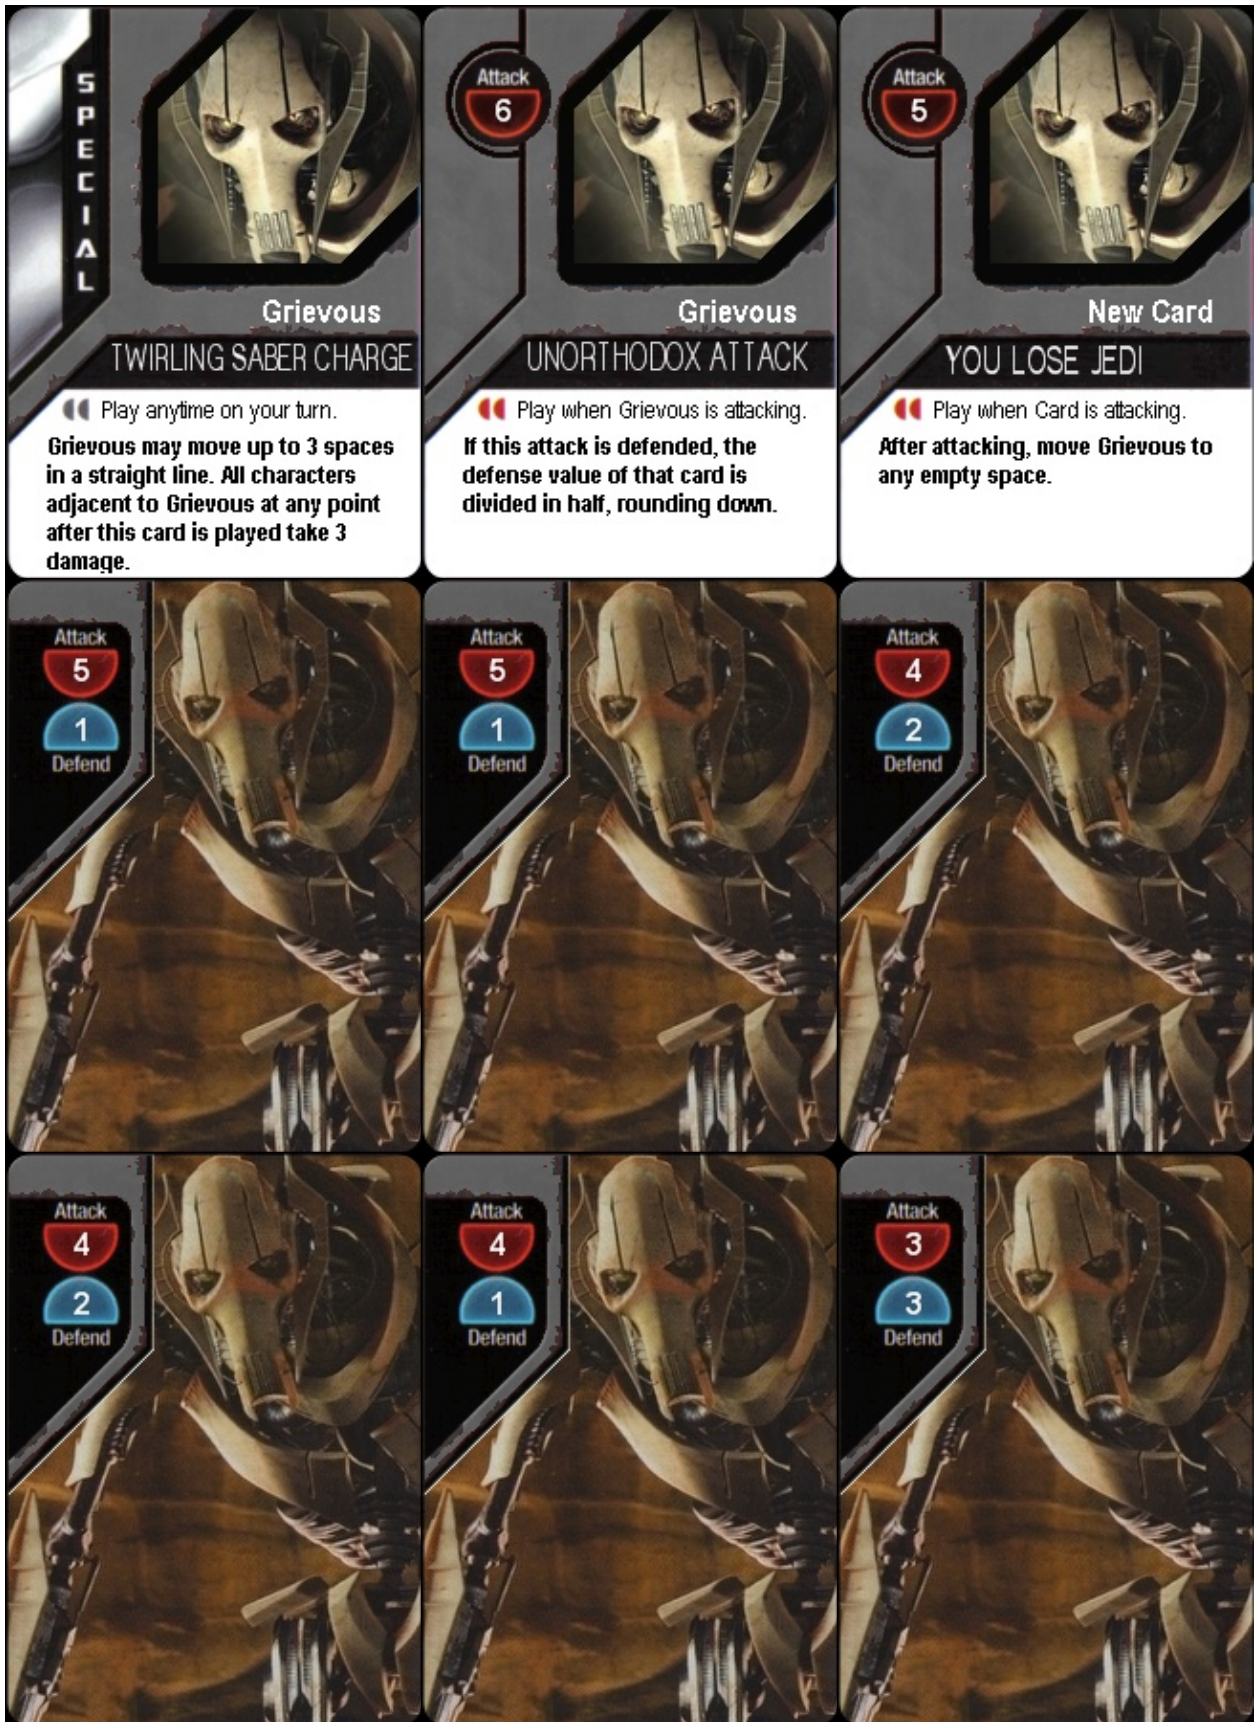 SPECIAL
Grievous
TWIRLING SABER CHARGE
Play anytime on your turn.
Grievous may move up to 3 spaces
in a straight line. All characters
adjacent to Grievous at any point
after this card is played take 3
damage.
Attack
6
Grievous
UNORTHODOX ATTACK
Play when Grievous is attacking.
If this attack is defended, the
defense value of that card is
divided in half, rounding down.
Attack
5
New Card
YOU LOSE JEDI
Play when Card is attacking.
After attacking, move Grievous to
any empty space.
Attack
5
1
Defend
Attack
5
1
Defend
Attack
4
2
Defend
Attack
4
2
Defend
Attack
4
1
Defend
Attack
3
3
Defend